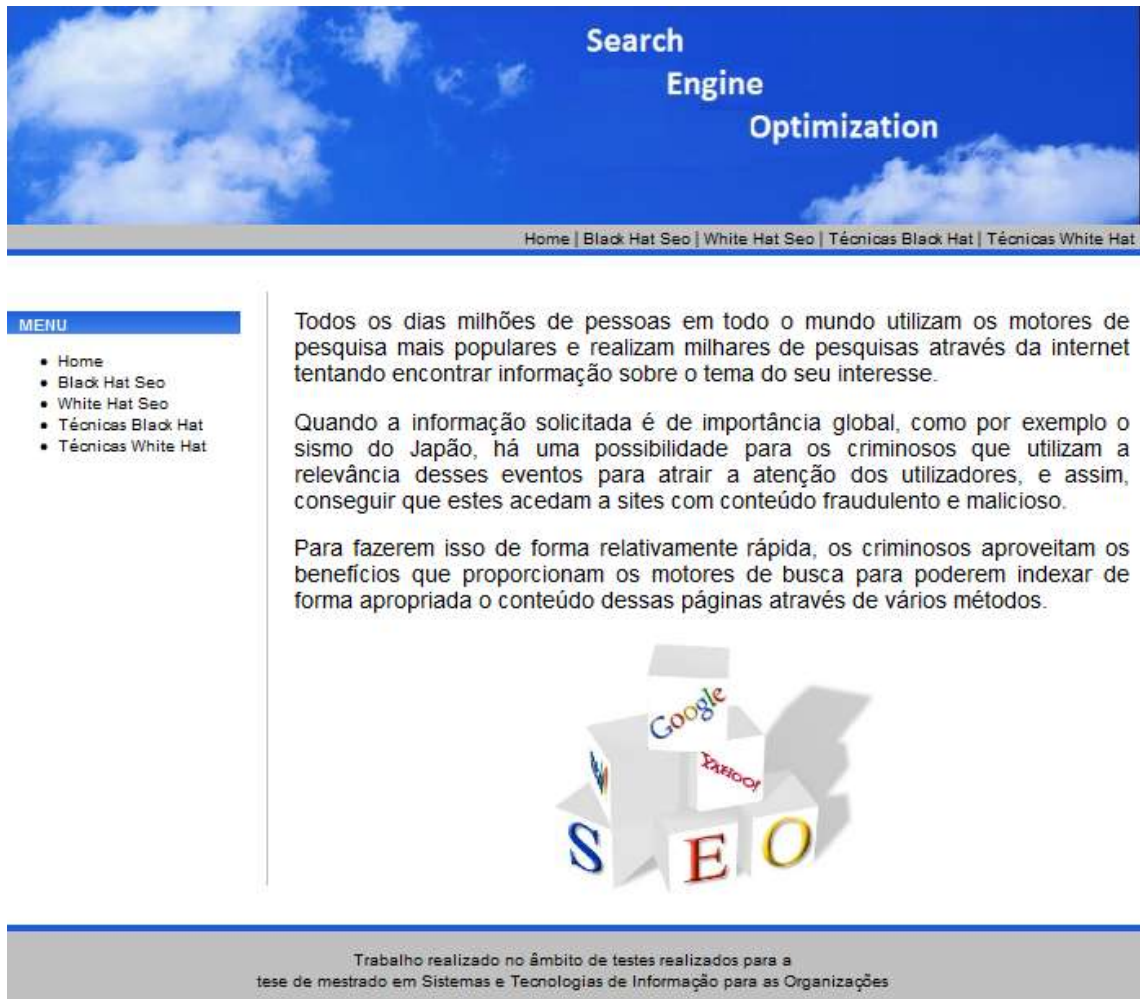 Search
Engine
Optimization
Home | Black Hat Seo | White Hat Seo | Técnicas Black Hat | Técnicas White Hat
MENU
Home
Black Hat Seo
White Hat Seo
Técnicas Black Hat
Técnicas White Hat
Todos os dias milhões de pessoas em todo o mundo utilizam os motores de
pesquisa mais populares e realizam milhares de pesquisas através da internet
tentando encontrar informação sobre o tema do seu interesse.
Quando a informação solicitada é de importância global, como por exemplo o
sismo do Japão, há uma possibilidade para os criminosos que utilizam a
relevância desses eventos para atrair a atenção dos utilizadores, e assim,
conseguir que estes acedam a sites com conteúdo fraudulento e malicioso.
Para fazerem isso de forma relativamente rápida, os criminosos aproveitam os
benefícios que proporcionam os motores de busca para poderem indexar de
forma apropriada o conteúdo dessas páginas através de vários métodos.
Google
YAHOO!
S E O
Trabalho realizado no âmbito de testes realizados para a
tese de mestrado em Sistemas e Tecnologias de Informação para as Organizações